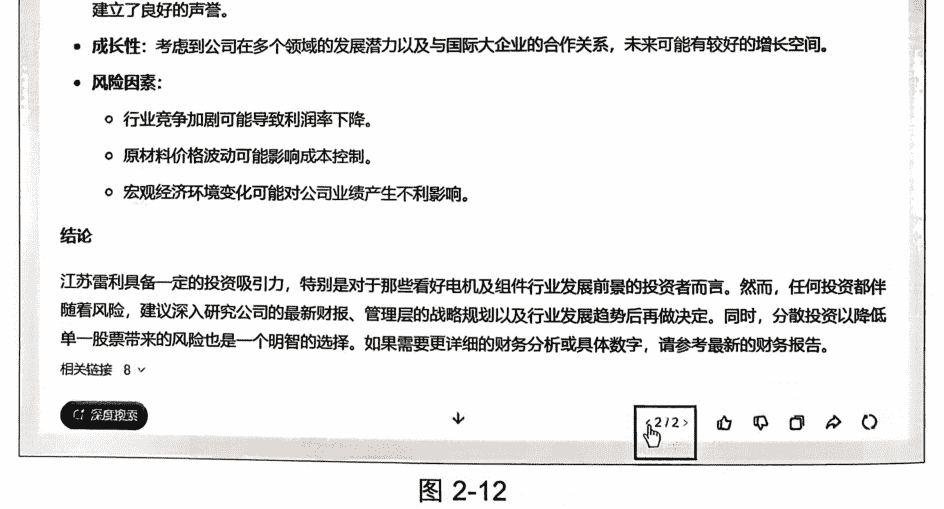 建立了良好的声誉。
• 成长性：考虑到公司在多个领域的发展潜力以及与国际大企业的合作关系，未来可能有较好的增长空间。
• 风险因素：
○ 行业竞争加剧可能导致利润率下降。
○ 原材料价格波动可能影响成本控制。
○ 宏观经济环境变化可能对公司业绩产生不利影响。
结论
江苏雷利具备一定的投资吸引力，特别是对于那些看好电机及组件行业发展前景的投资者而言。然而，任何投资都伴
随着风险，建议深入研究公司的最新财报、管理层的战略规划以及行业发展趋势后再做决定。同时，分散投资以降低
单一股票带来的风险也是一个明智的选择。如果需要更详细的财务分析或具体数字，请参考最新的财务报告。
相关链接 8
深度搜索 <2/2>
图 2-12